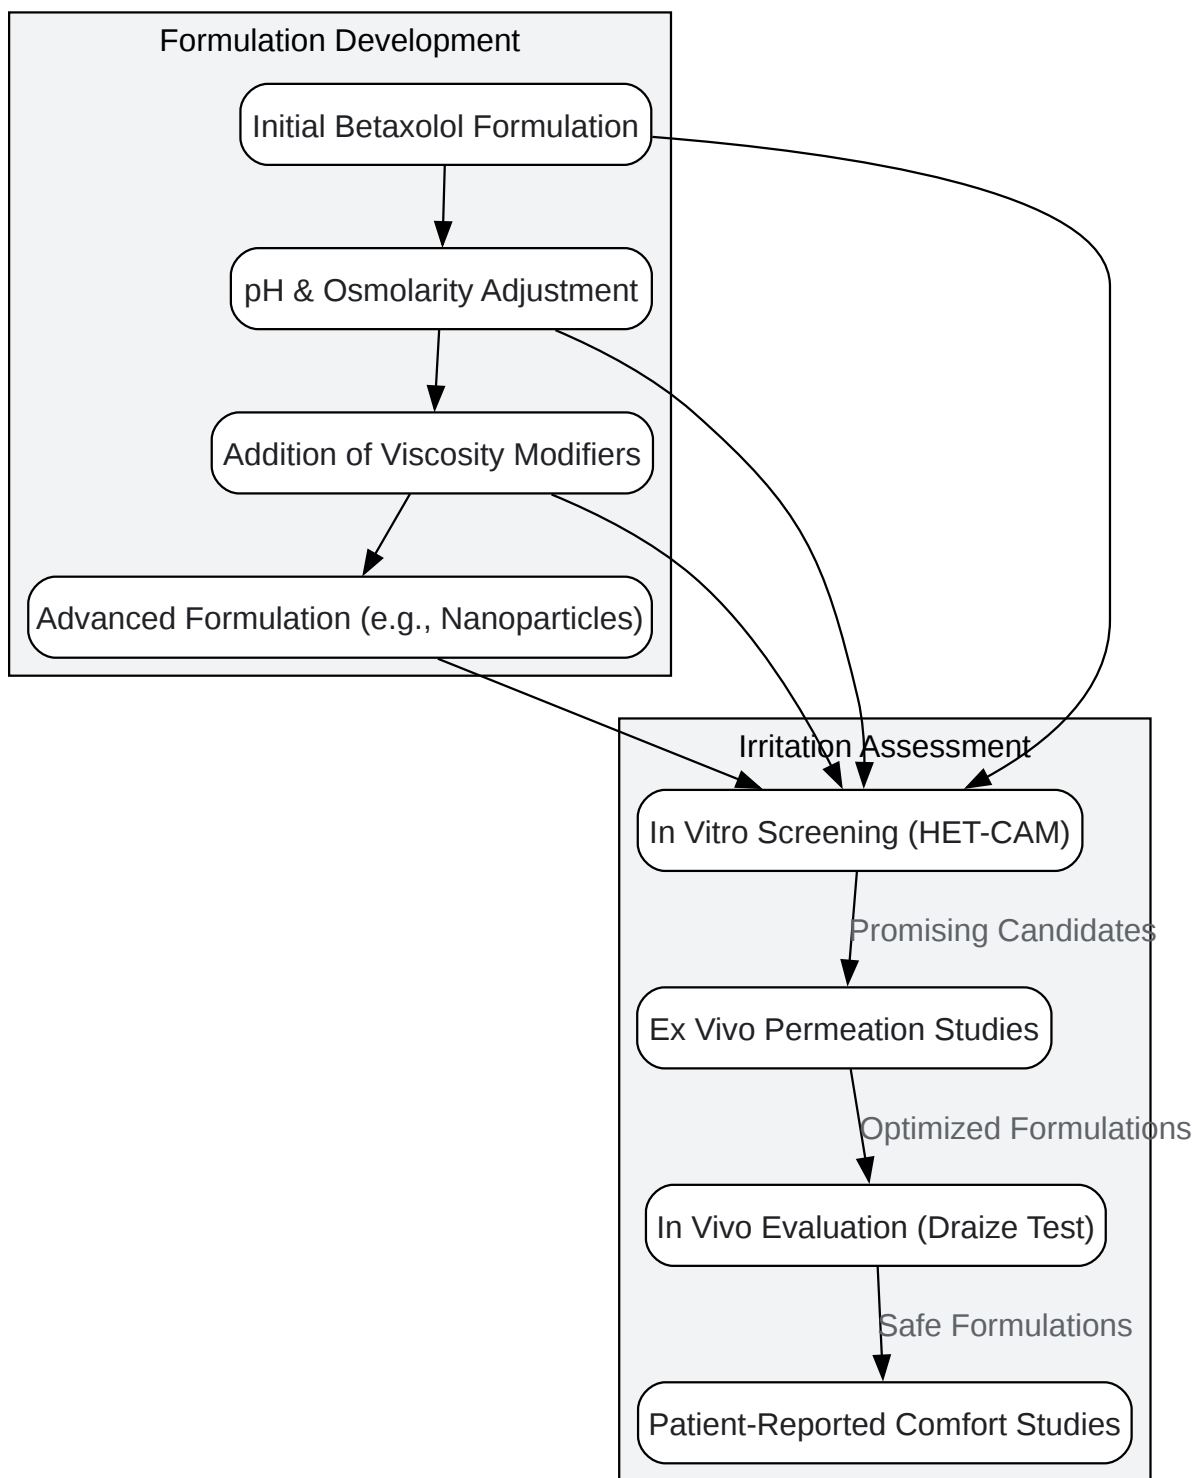 Formulation Development
Initial Betaxolol Formulation
pH & Osmolarity Adjustment
Addition of Viscosity Modifiers
Advanced Formulation (e.g., Nanoparticles)
Irritation Assessment
In Vitro Screening (HET-CAM)
Promising Candidates
Ex Vivo Permeation Studies
Optimized Formulations
In Vivo Evaluation (Draize Test)
Safe Formulations
Patient-Reported Comfort Studies